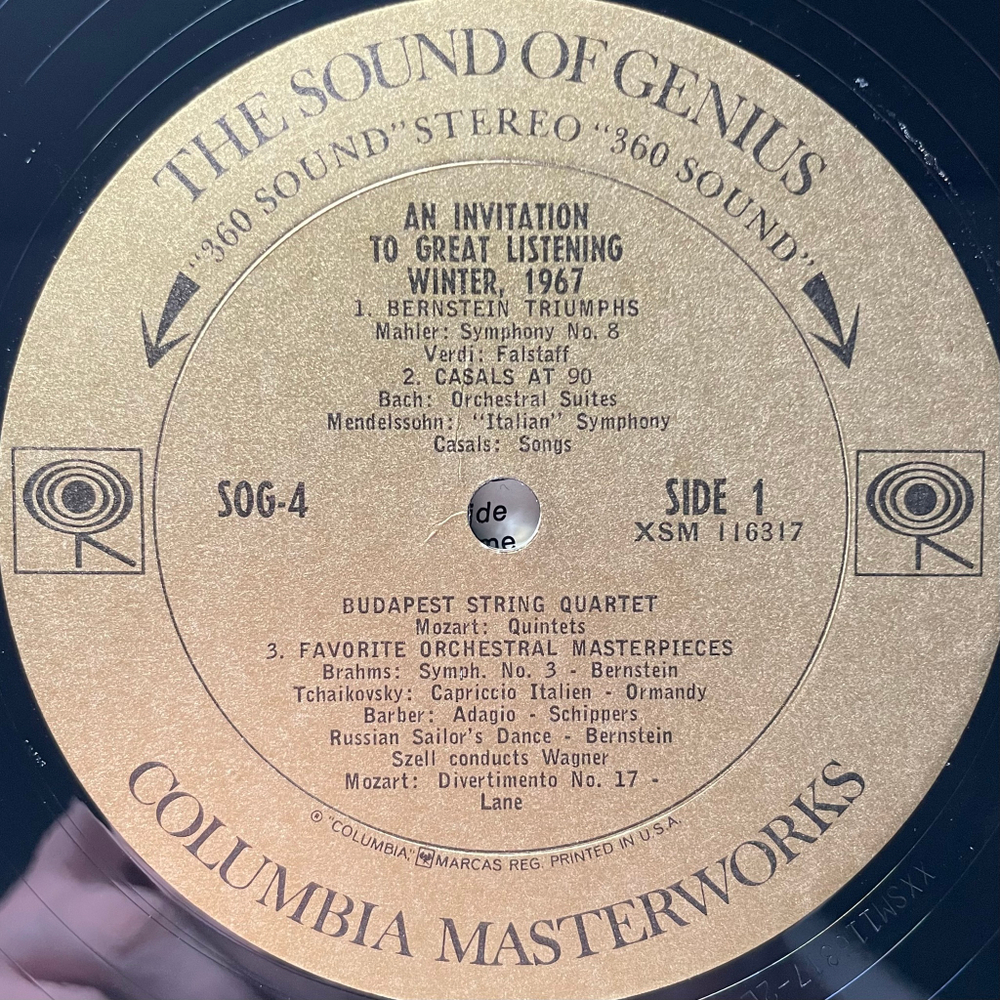 THE SOUND OF GENIUS
"360 SOUND" STEREO "360 SOUND"
AN INVITATION
TO GREAT LISTENING
WINTER, 1967
1. BERNSTEIN TRIUMPHS
Mahler: Symphony No. 8
Verdi: Falstaff
2. CASALS AT 90
Bach: Orchestral Suites
Mendelssohn: "Italian" Symphony
Casals: Songs
SOG-4
SIDE 1
XSM 116317
BUDAPEST STRING QUARTET
Mozart: Quintets
3. FAVORITE ORCHESTRAL MASTERPIECES
Brahms: Symph. No. 3 - Bernstein
Tchaikovsky: Capriccio Italien - Ormandy
Barber: Adagio - Schippers
Russian Sailor's Dance - Bernstein
Szell conducts Wagner
Mozart: Divertimento No. 17 -
Lane
® "COLUMBIA," MARCAS REG. PRINTED IN U.S.A.
COLUMBIA MASTERWORKS